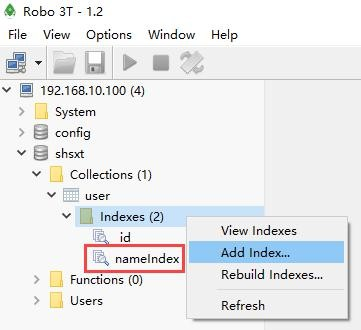 Robo 3T - 1.2
File View Options Window Help
192.168.10.100 (4)
System
config
shsxt
Collections (1)
user
Indexes (2)
id
nameIndex
Functions (0)
Users
View Indexes
Add Index...
Rebuild Indexes...
Refresh